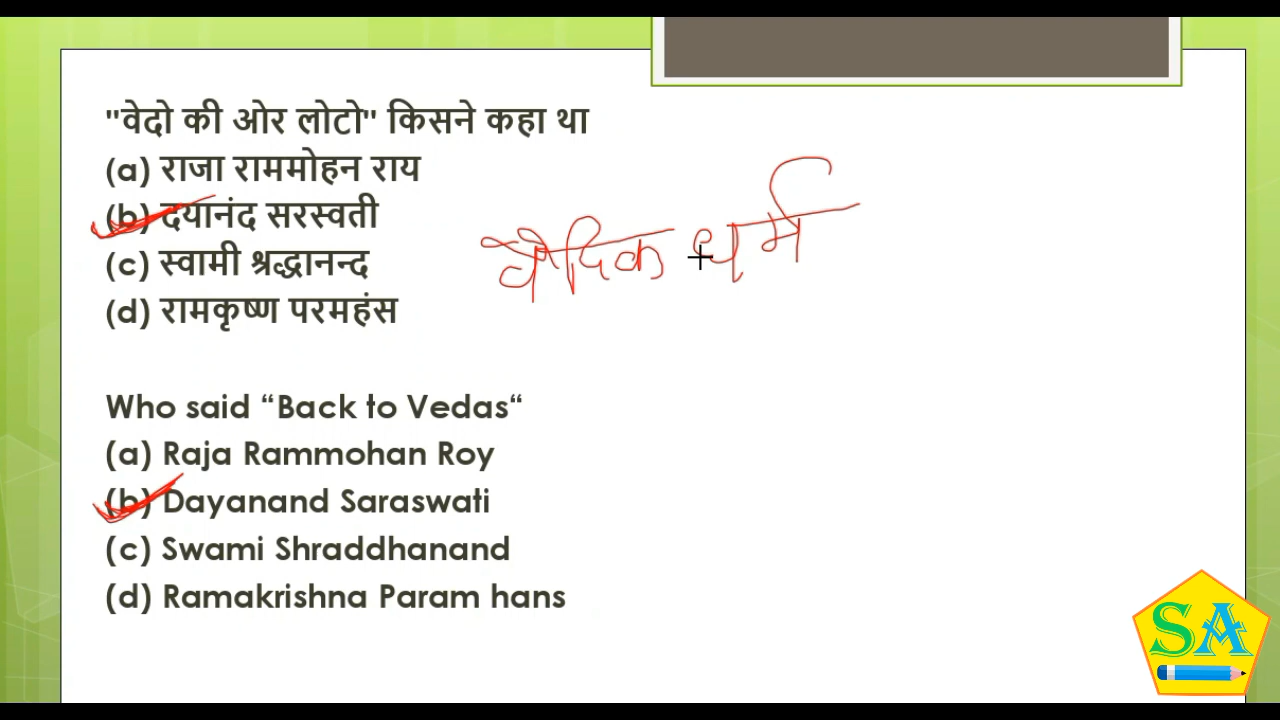 "वेदो की ओर लोटो" किसने कहा था
(a) राजा राममोहन राय
(b) दयानंद सरस्वती
(c) स्वामी श्रद्धानन्द
(d) रामकृष्ण परमहंस
वैदिक धर्म
Who said “Back to Vedas“
(a) Raja Rammohan Roy
(b) Dayanand Saraswati
(c) Swami Shraddhanand
(d) Ramakrishna Param hans
SA